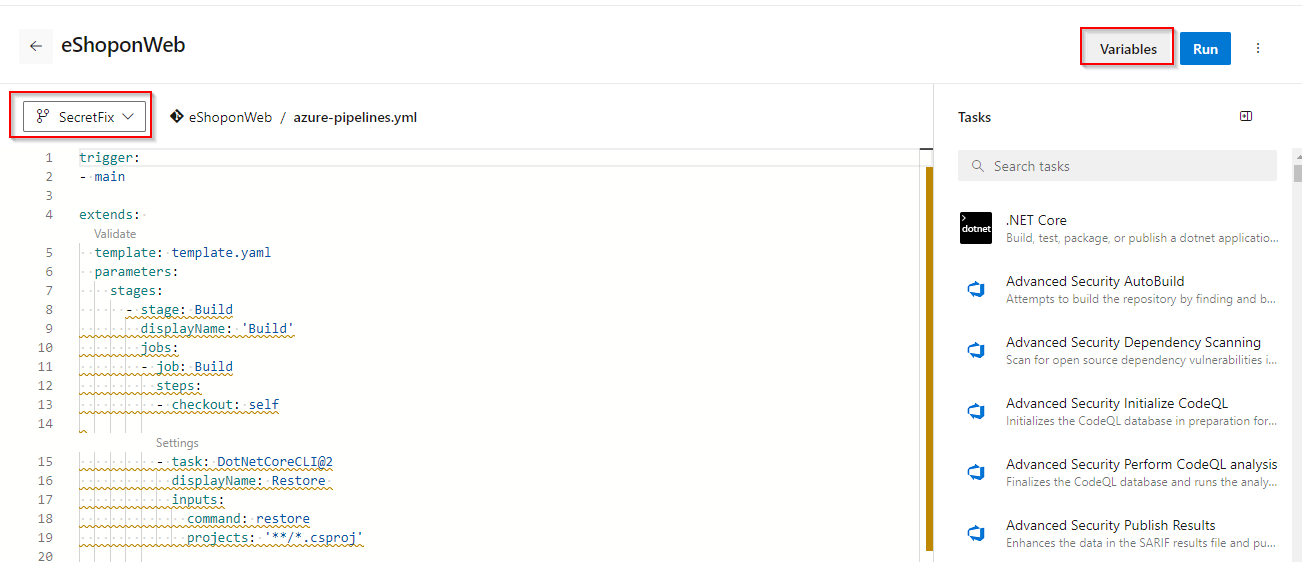 eShoponWeb
Variables
Run
SecretFix
eShoponWeb / azure-pipelines.yml
1 trigger:
2 - main
3
4 extends:
Validate
5 template: template.yaml
6 parameters:
7 stages:
8 - stage: Build
9 displayName: 'Build'
10 jobs:
11 - job: Build
12 steps:
13 - checkout: self
14
Settings
15 - task: DotNetCoreCLI@2
16 displayName: Restore
17 inputs:
18 command: restore
19 projects: '**/*.csproj'
20
Tasks
Search tasks
dotnet
.NET Core
Build, test, package, or publish a dotnet applicatio...
Advanced Security AutoBuild
Attempts to build the repository by finding and b...
Advanced Security Dependency Scanning
Scan for open source dependency vulnerabilities i...
Advanced Security Initialize CodeQL
Initializes the CodeQL database in preparation for...
Advanced Security Perform CodeQL analysis
Finalizes the CodeQL database and runs the analy...
Advanced Security Publish Results
Enhances the data in the SARIF results file and pu...